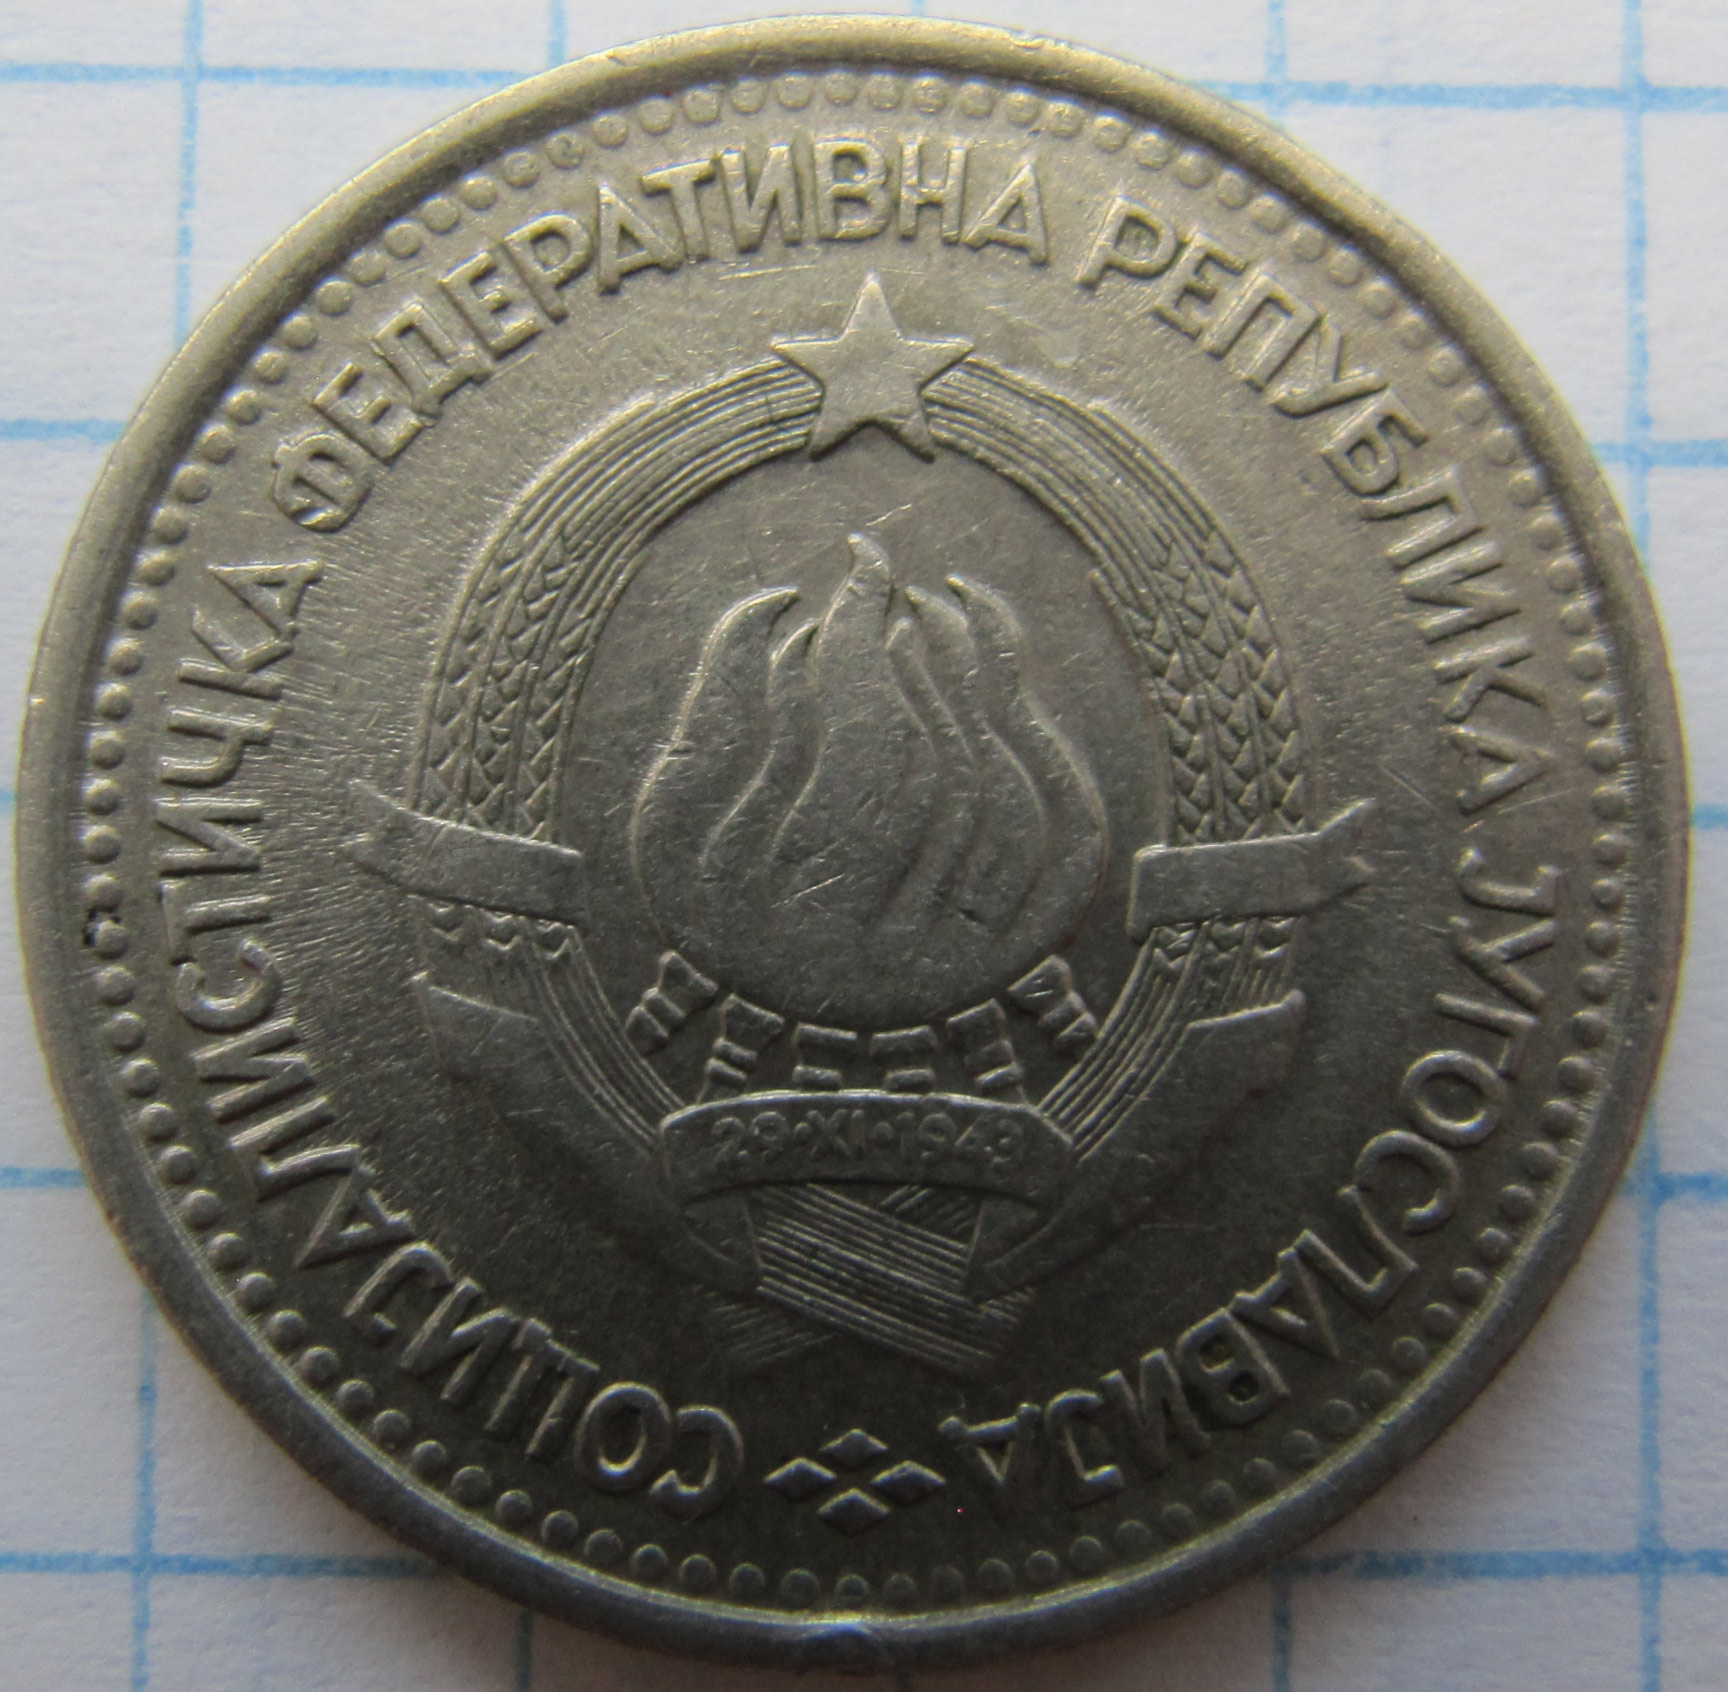 СОЦИЈАЛИСТИЧКА ФЕДЕРАТИВНА РЕПУБЛИКА ЈУГОСЛАВИЈА
29·XI·1943